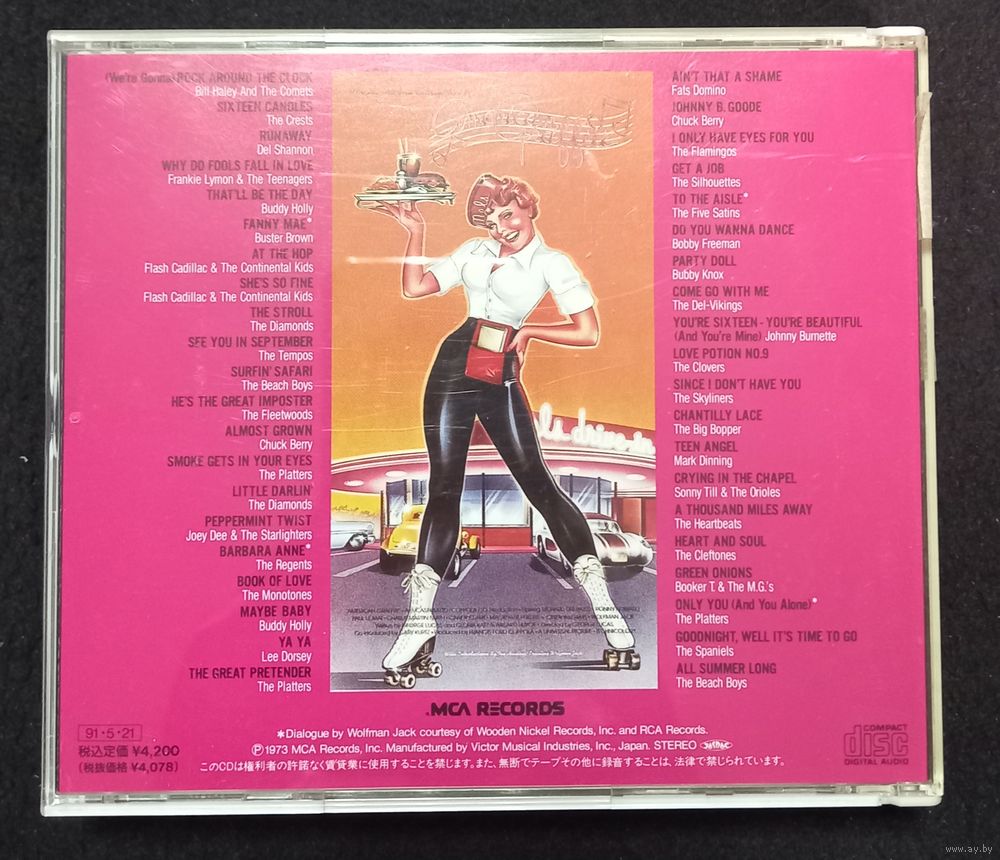 (We're Gonna) ROCK AROUND THE CLOCK
Bill Haley And The Comets
SIXTEEN CANDLES
The Crests
RUNAWAY
Del Shannon
WHY DO FOOLS FALL IN LOVE
Frankie Lymon & The Teenagers
THAT'LL BE THE DAY
Buddy Holly
FANNY MAE*
Buster Brown
AT THE HOP
Flash Cadillac & The Continental Kids
SHE'S SO FINE
Flash Cadillac & The Continental Kids
THE STROLL
The Diamonds
SEE YOU IN SEPTEMBER
The Tempos
SURFIN' SAFARI
The Beach Boys
HE'S THE GREAT IMPOSTER
The Fleetwoods
ALMOST GROWN
Chuck Berry
SMOKE GETS IN YOUR EYES
The Platters
LITTLE DARLIN'
The Diamonds
PEPPERMINT TWIST
Joey Dee & The Starlighters
BARBARA ANNE*
The Regents
BOOK OF LOVE
The Monotones
MAYBE BABY
Buddy Holly
YA YA
Lee Dorsey
THE GREAT PRETENDER
The Platters
Mels
ls drive-in
AIN'T THAT A SHAME
Fats Domino
JOHNNY B. GOODE
Chuck Berry
I ONLY HAVE EYES FOR YOU
The Flamingos
GET A JOB
The Silhouettes
TO THE AISLE*
The Five Satins
DO YOU WANNA DANCE
Bobby Freeman
PARTY DOLL
Bubby Knox
COME GO WITH ME
The Del-Vikings
YOU'RE SIXTEEN - YOU'RE BEAUTIFUL
(And You're Mine) Johnny Burnette
LOVE POTION NO.9
The Clovers
SINCE I DON'T HAVE YOU
The Skyliners
CHANTILLY LACE
The Big Bopper
TEEN ANGEL
Mark Dinning
CRYING IN THE CHAPEL
Sonny Till & The Orioles
A THOUSAND MILES AWAY
The Heartbeats
HEART AND SOUL
The Cleftones
GREEN ONIONS
Booker T. & The M.G.'s
ONLY YOU (And You Alone)*
The Platters
GOODNIGHT, WELL IT'S TIME TO GO
The Spaniels
ALL SUMMER LONG
The Beach Boys
MCA RECORDS
*Dialogue by Wolfman Jack courtesy of Wooden Nickel Records, Inc. and RCA Records.
Ⓟ1973 MCA Records, Inc. Manufactured by Victor Musical Industries, Inc., Japan. STEREO
このCDは権利者の許諾なく賃貸業に使用することを禁じます。また、無断でテープその他に録音することは、法律で禁じられています。
91・5・21
税込定価 ¥4,200
(税抜価格 ¥4,078)
COMPACT
disc
DIGITAL AUDIO
www.ay.by